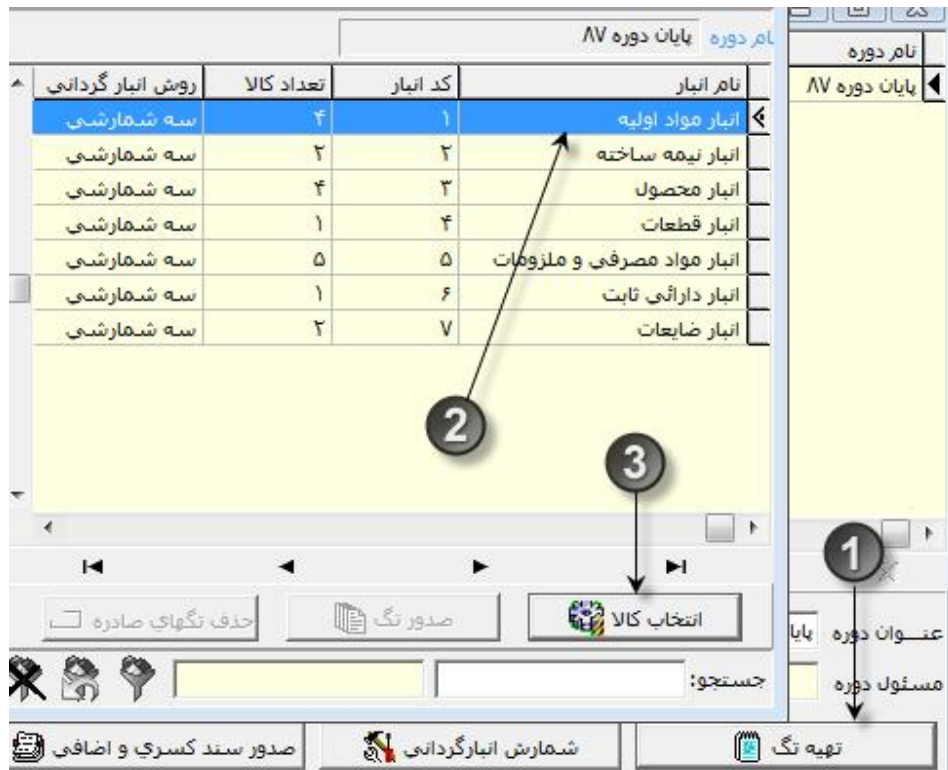 نام دوره
پایان دوره ۸۷
نام دوره پایان دوره ۸۷
نام انبار کد انبار تعداد کالا روش انبار گردانی
انبار مواد اولیه ۱ ۴ سه شمارشی
انبار نیمه ساخته ۲ ۲ سه شمارشی
انبار محصول ۳ ۴ سه شمارشی
انبار قطعات ۴ ۱ سه شمارشی
انبار مواد مصرفی و ملزومات ۵ ۵ سه شمارشی
انبار دارائی ثابت ۶ ۱ سه شمارشی
انبار ضایعات ۷ ۲ سه شمارشی
2
3
1
انتخاب کالا صدور تگ حذف تگهای صادره
عنــوان دوره
مسئول دوره
جستجو:
تهیه تگ شمارش انبارگردانی صدور سند کسری و اضافی